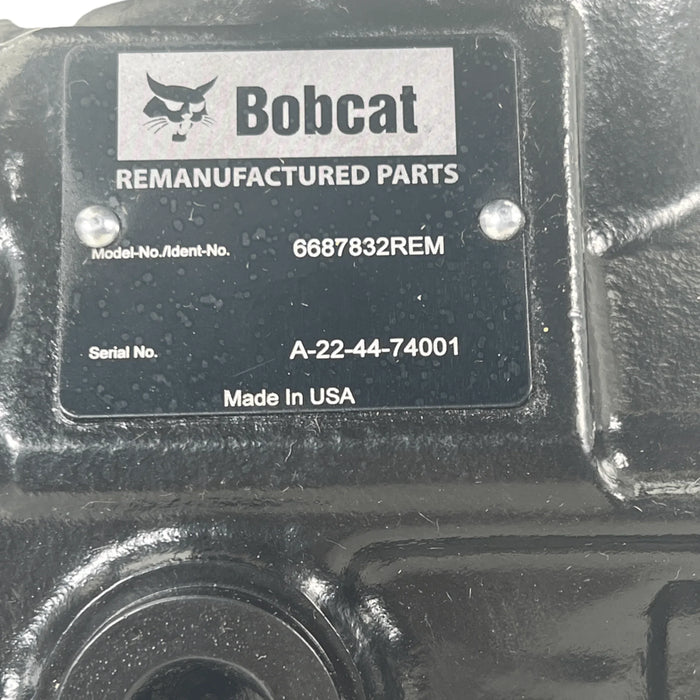 Bobcat
REMANUFACTURED PARTS
Model-No./Ident-No. 6687832REM
Serial No. A-22-44-74001
Made In USA